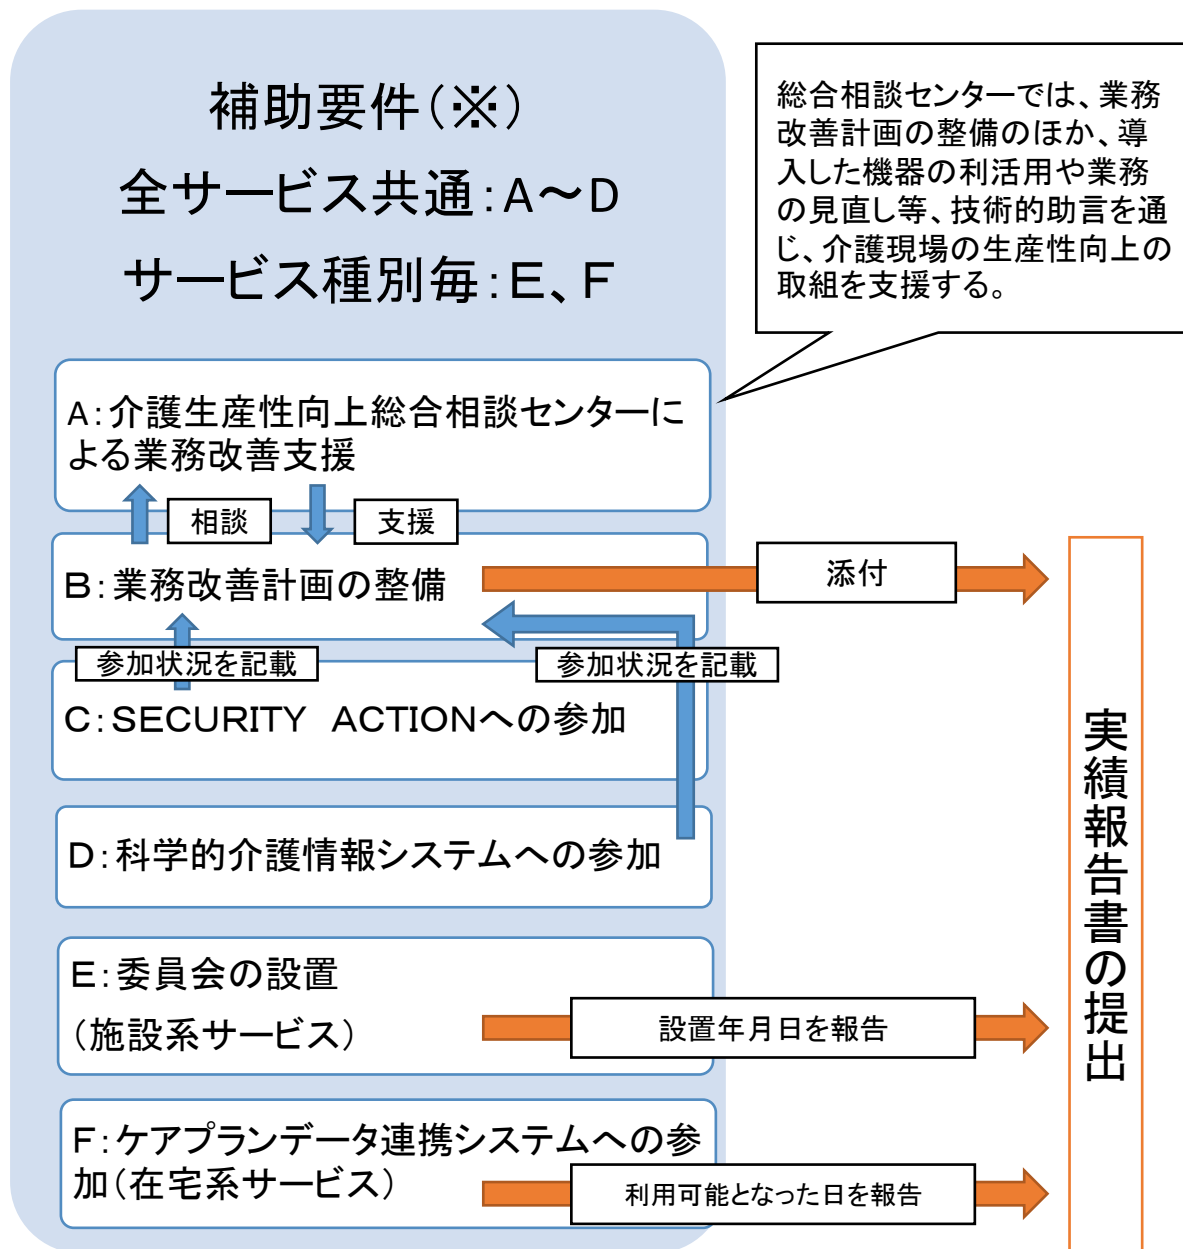 補助要件（※）
全サービス共通：A～D
サービス種別毎：E、F
総合相談センターでは、業務
改善計画の整備のほか、導
入した機器の利活用や業務
の見直し等、技術的助言を通
じ、介護現場の生産性向上の
取組を支援する。
A：介護生産性向上総合相談センターに
よる業務改善支援
相談
支援
B：業務改善計画の整備
添付
参加状況を記載
参加状況を記載
C：SECURITY　ACTIONへの参加
D：科学的介護情報システムへの参加
E：委員会の設置
（施設系サービス）
設置年月日を報告
F：ケアプランデータ連携システムへの参
加（在宅系サービス）
利用可能となった日を報告
実績報告書の提出